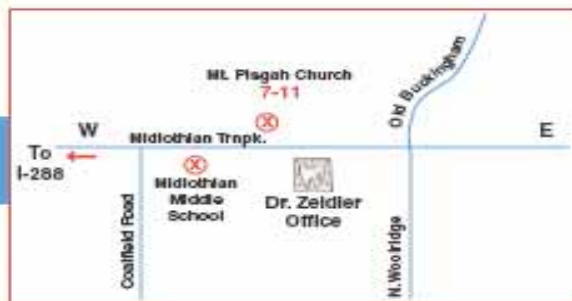 Mt. Pisgah Church
7-11
Old Buckingham
W
E
Midlothian Trnpk.
To
I-288
Midlothian
Middle
School
Dr. Zeidler
Office
Coalfield Road
N. Woolridge